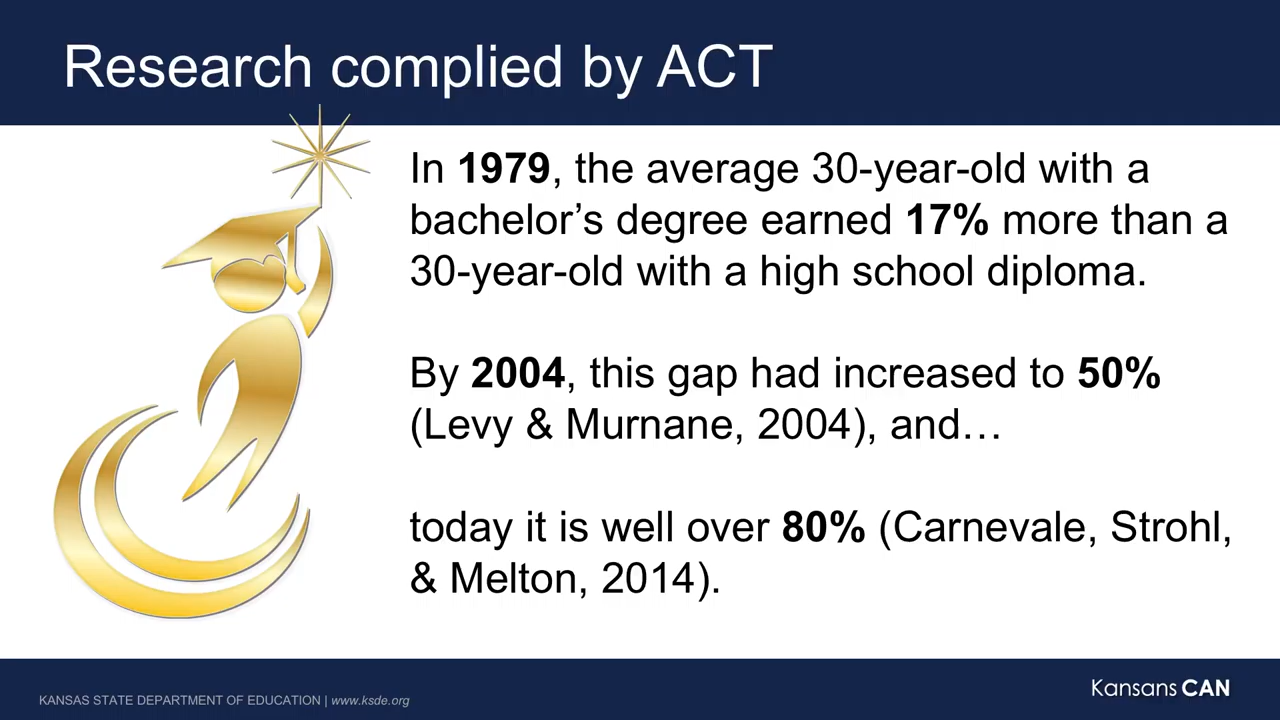 Research complied by ACT
In 1979, the average 30-year-old with a
bachelor’s degree earned 17% more than a
30-year-old with a high school diploma.
By 2004, this gap had increased to 50%
(Levy & Murnane, 2004), and…
today it is well over 80% (Carnevale, Strohl,
& Melton, 2014).
KANSAS STATE DEPARTMENT OF EDUCATION | www.ksde.org
KansansCAN